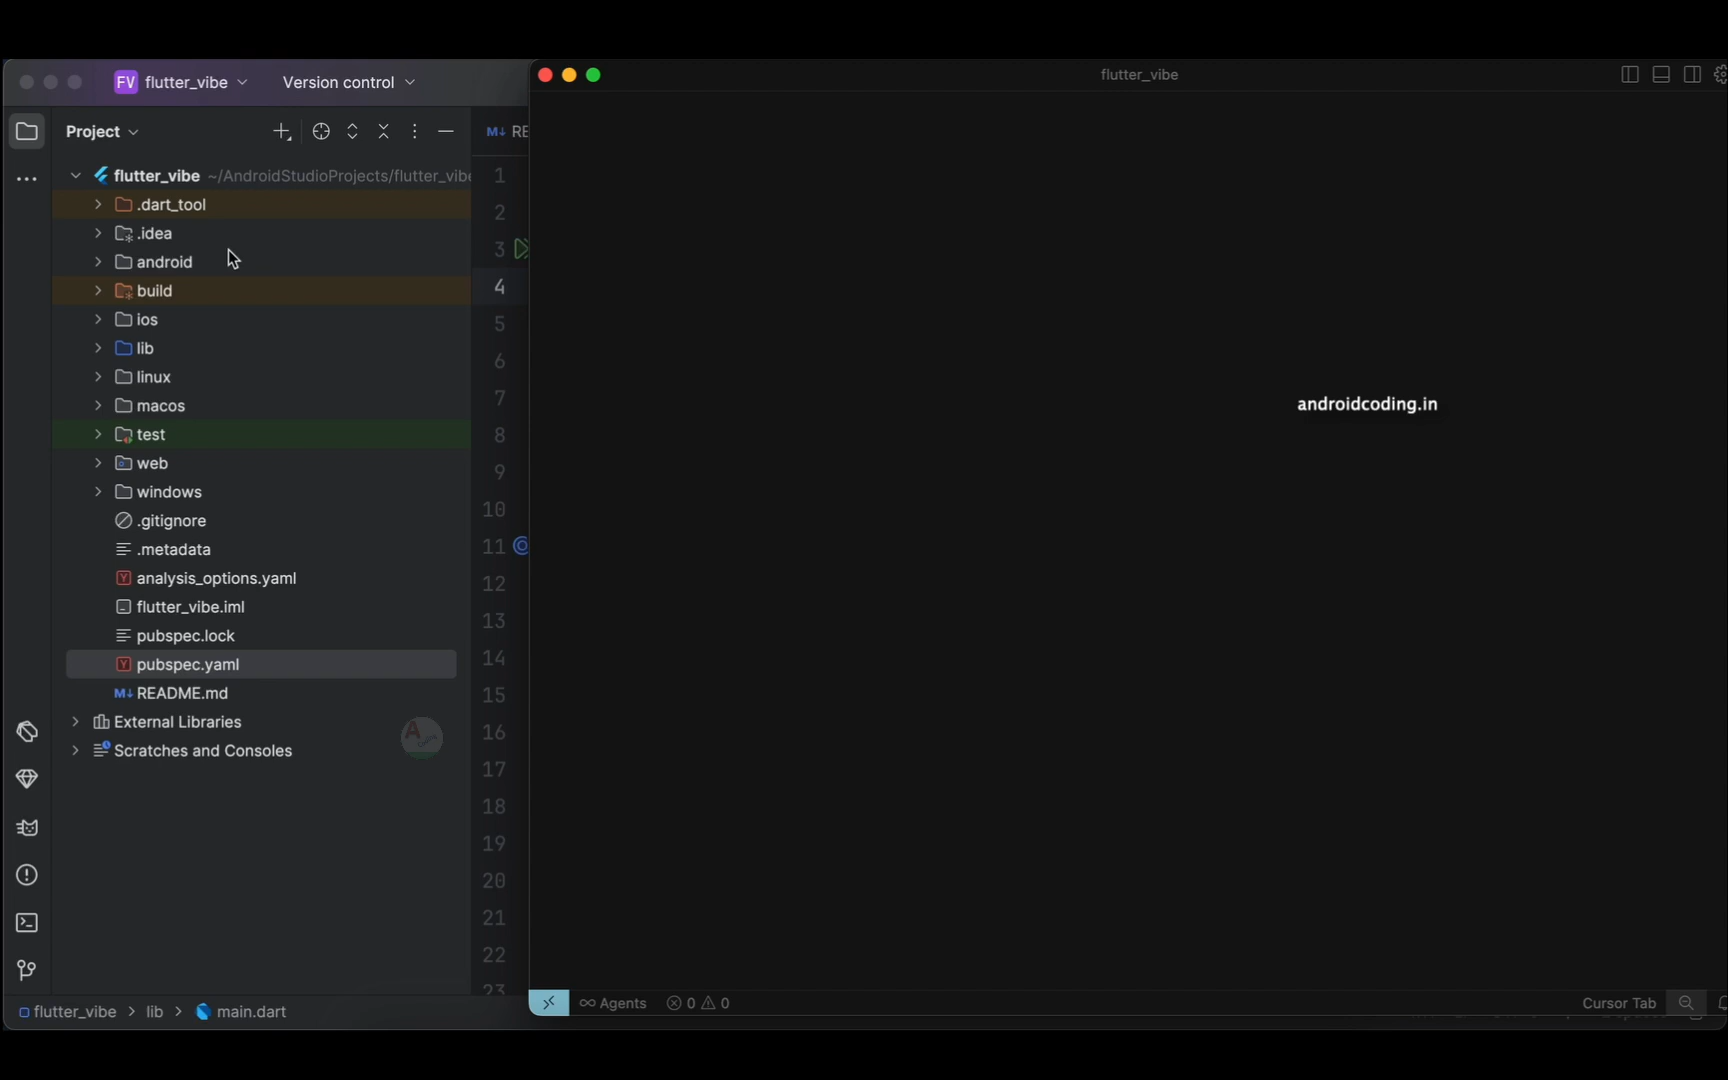 FV flutter_vibe
Version control
Project
flutter_vibe ~/AndroidStudioProjects/flutter_vibe
.dart_tool
.idea
android
build
ios
lib
linux
macos
test
web
windows
.gitignore
.metadata
analysis_options.yaml
flutter_vibe.iml
pubspec.lock
pubspec.yaml
M↓ README.md
External Libraries
Scratches and Consoles
flutter_vibe > lib > main.dart
M↓ RE
1
2
3
4
5
6
7
8
9
10
11
12
13
14
15
16
17
18
19
20
21
22
23
flutter_vibe
androidcoding.in
Agents
0
0
Cursor Tab